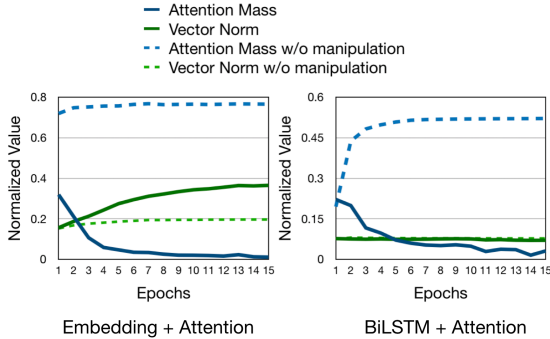 Attention Mass
Vector Norm
Attention Mass w/o manipulation
Vector Norm w/o manipulation
Normalized Value
0.8
0.6
0.4
0.2
0
1 2 3 4 5 6 7 8 9 10 11 12 13 14 15
Epochs
Embedding + Attention
Normalized Value
0.6
0.45
0.3
0.15
0
1 2 3 4 5 6 7 8 9 10 11 12 13 14 15
Epochs
BiLSTM + Attention